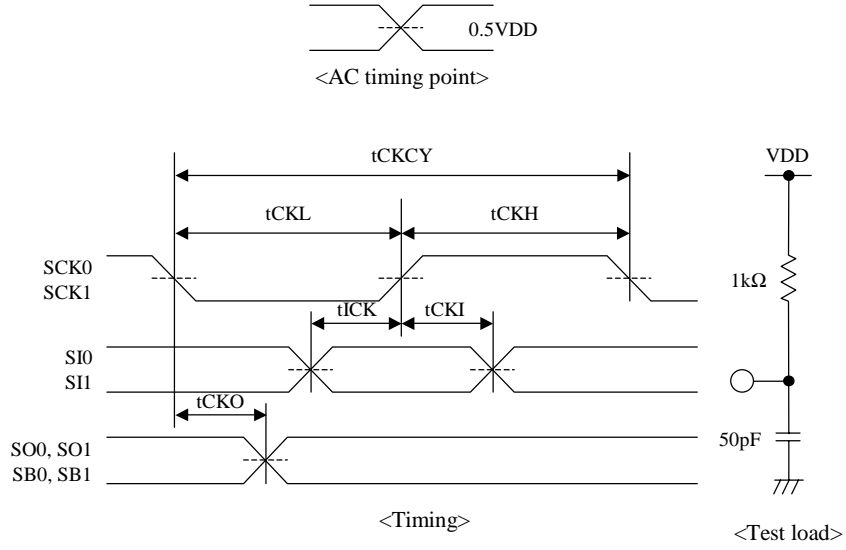 0.5VDD
<AC timing point>
tCKCY
VDD
tCKL
tCKH
SCK0
SCK1
1kΩ
tICK
tCKI
SI0
SI1
tCKO
SO0, SO1
SB0, SB1
50pF
<Timing>
<Test load>